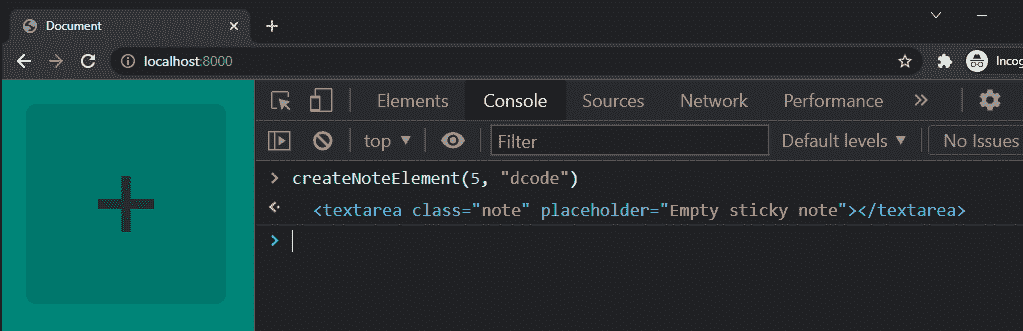 Document
localhost:8000
Elements Console Sources Network Performance
top Filter Default levels No Issues
createNoteElement(5, "dcode")
<textarea class="note" placeholder="Empty sticky note"></textarea>